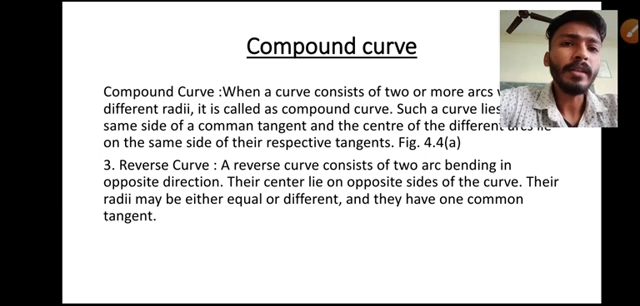 Compound curve
Compound Curve :When a curve consists of two or more arcs
different radii, it is called as compound curve. Such a curve lies
same side of a comman tangent and the centre of the different arcs lie
on the same side of their respective tangents. Fig. 4.4(a)
3. Reverse Curve : A reverse curve consists of two arc bending in
opposite direction. Their center lie on opposite sides of the curve. Their
radii may be either equal or different, and they have one common
tangent.